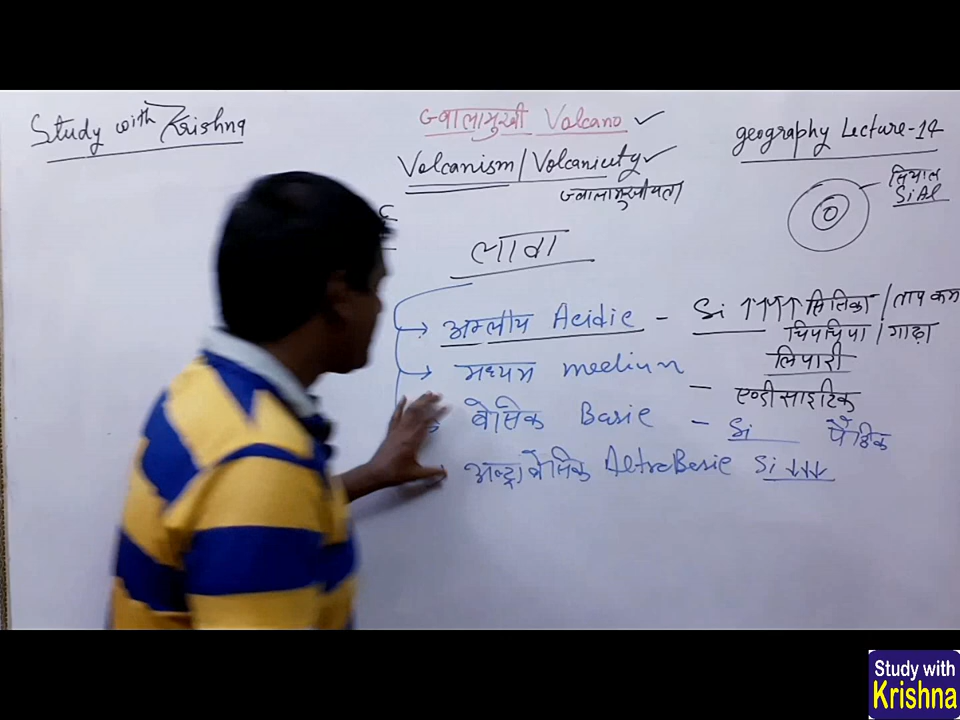 Study with Krishna
ज्वालामुखी Volcano
geography Lecture-14
Volcanism/Volcanicuty
ज्वालामुखीयता
सियाल
SiAl
लावा
अम्लीय Acidic - Si ↑↑↑↑ सिलिका/ताप कम
चिपचिपा/गाढ़ा
लिपारी
मध्यम medium - एण्डीसाइटिक
बेसिक Basic - Si पैठिक
अल्ट्राबेसिक AltraBasic Si ↓↓↓
Study with
Krishna